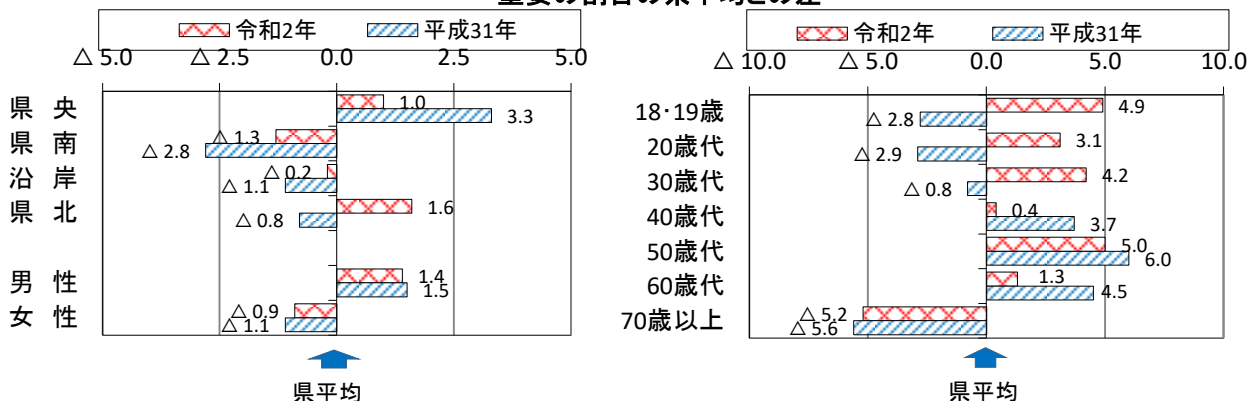 重要の割合の県平均との差
令和2年 平成31年
△ 5.0 △ 2.5 0.0 2.5 5.0
県 央 1.0
3.3
県 南 △ 1.3
△ 2.8
沿 岸 △ 0.2
△ 1.1
県 北 1.6
△ 0.8
男 性 1.4
1.5
女 性 △ 0.9
△ 1.1
県平均
令和2年 平成31年
△ 10.0 △ 5.0 0.0 5.0 10.0
18・19歳 4.9
△ 2.8
20歳代 3.1
△ 2.9
30歳代 4.2
△ 0.8
40歳代 0.4
3.7
50歳代 5.0
6.0
60歳代 1.3
4.5
70歳以上 △ 5.2
△ 5.6
県平均